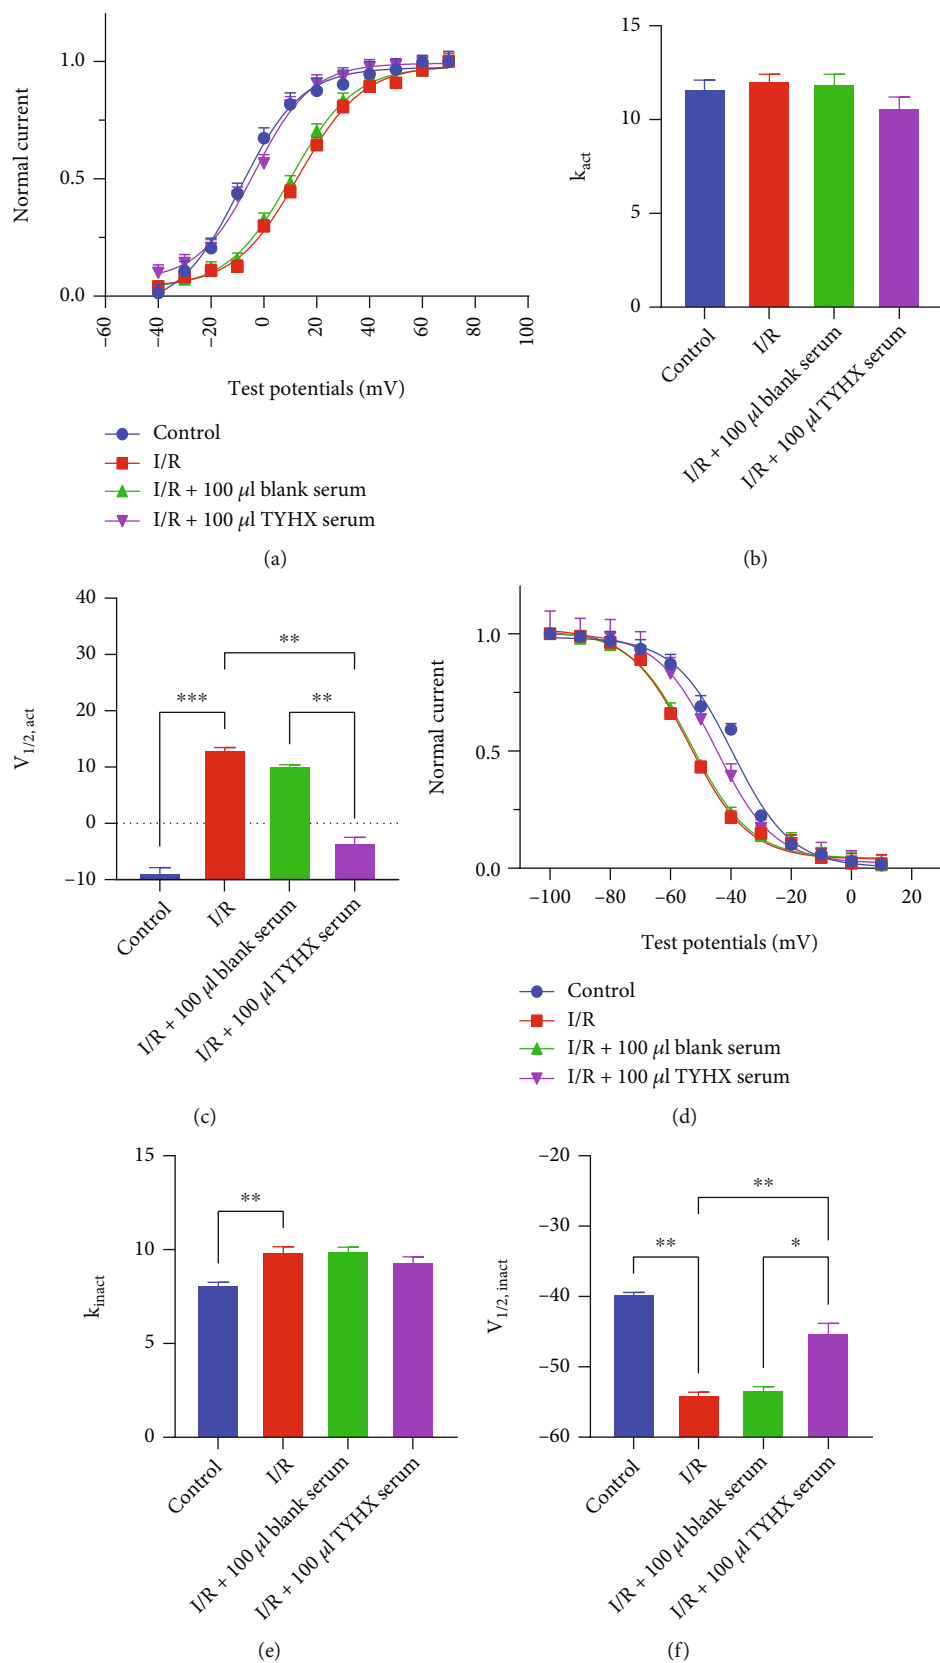 1.0
0.5
0.0
Normal current
−60
−40
−20
0
20
40
60
80
100
Test potentials (mV)
Control
I/R
I/R + 100 μl blank serum
I/R + 100 μl TYHX serum
(a)
15
10
5
0
k_act
Control
I/R
I/R + 100 μl blank serum
I/R + 100 μl TYHX serum
(b)
40
30
20
10
0
−10
V_1/2, act
**
***
**
Control
I/R
I/R + 100 μl blank serum
I/R + 100 μl TYHX serum
(c)
1.0
0.5
0.0
Normal current
−100 −80 −60 −40 −20 0 20
Test potentials (mV)
Control
I/R
I/R + 100 μl blank serum
I/R + 100 μl TYHX serum
(d)
15
10
5
0
k_inact
**
Control
I/R
I/R + 100 μl blank serum
I/R + 100 μl TYHX serum
(e)
−20
−30
−40
−50
−60
V_1/2, inact
**
**
*
Control
I/R
I/R + 100 μl blank serum
I/R + 100 μl TYHX serum
(f)